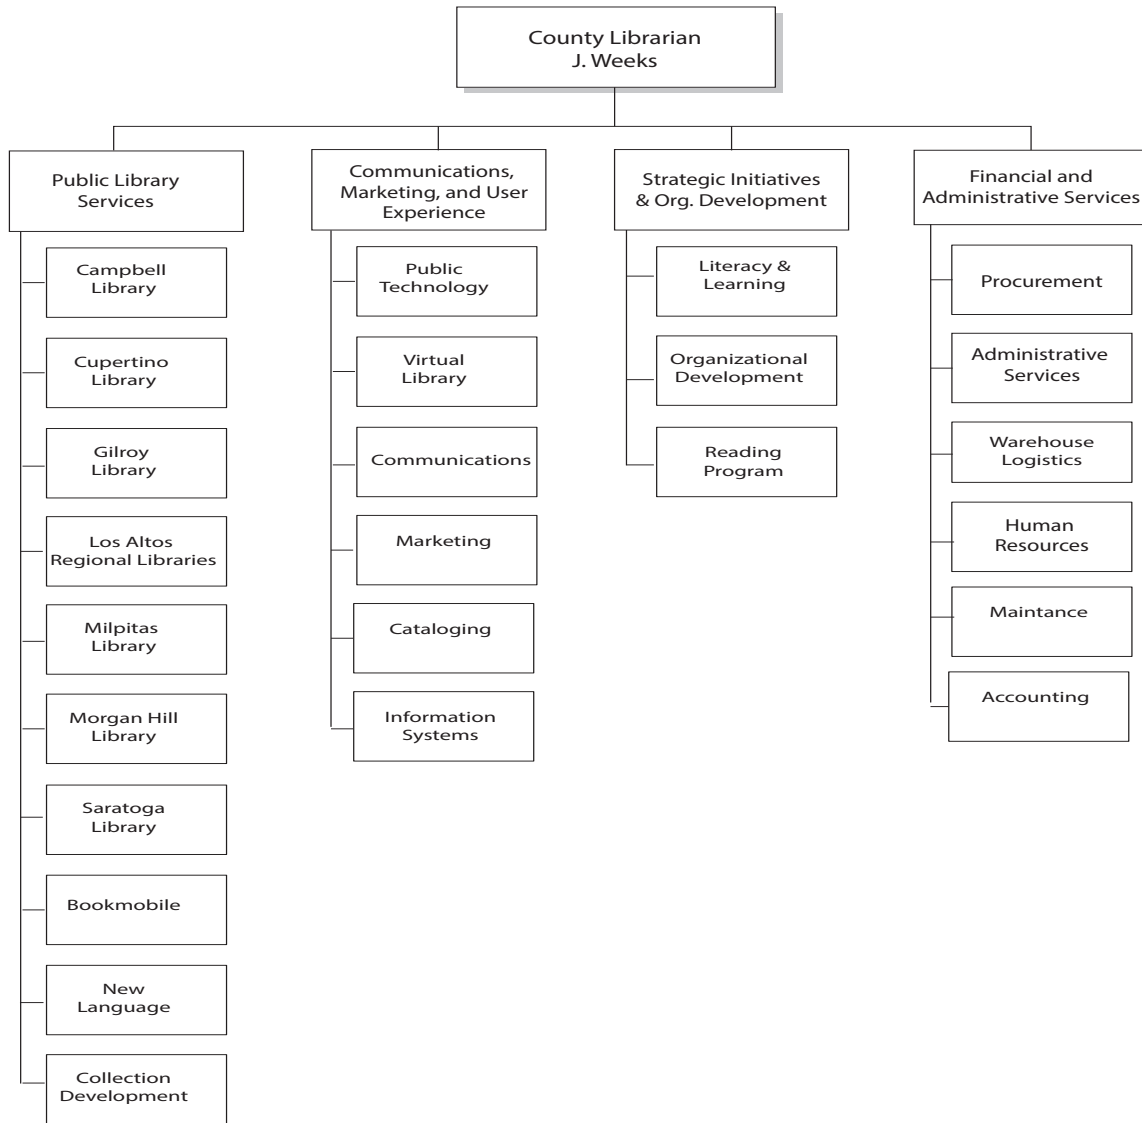 County Librarian
J. Weeks
Public Library
Services
Campbell
Library
Cupertino
Library
Gilroy
Library
Los Altos
Regional Libraries
Milpitas
Library
Morgan Hill
Library
Saratoga
Library
Bookmobile
New
Language
Collection
Development
Communications,
Marketing, and User
Experience
Public
Technology
Virtual
Library
Communications
Marketing
Cataloging
Information
Systems
Strategic Initiatives
& Org. Development
Literacy &
Learning
Organizational
Development
Reading
Program
Financial and
Administrative Services
Procurement
Administrative
Services
Warehouse
Logistics
Human
Resources
Maintance
Accounting